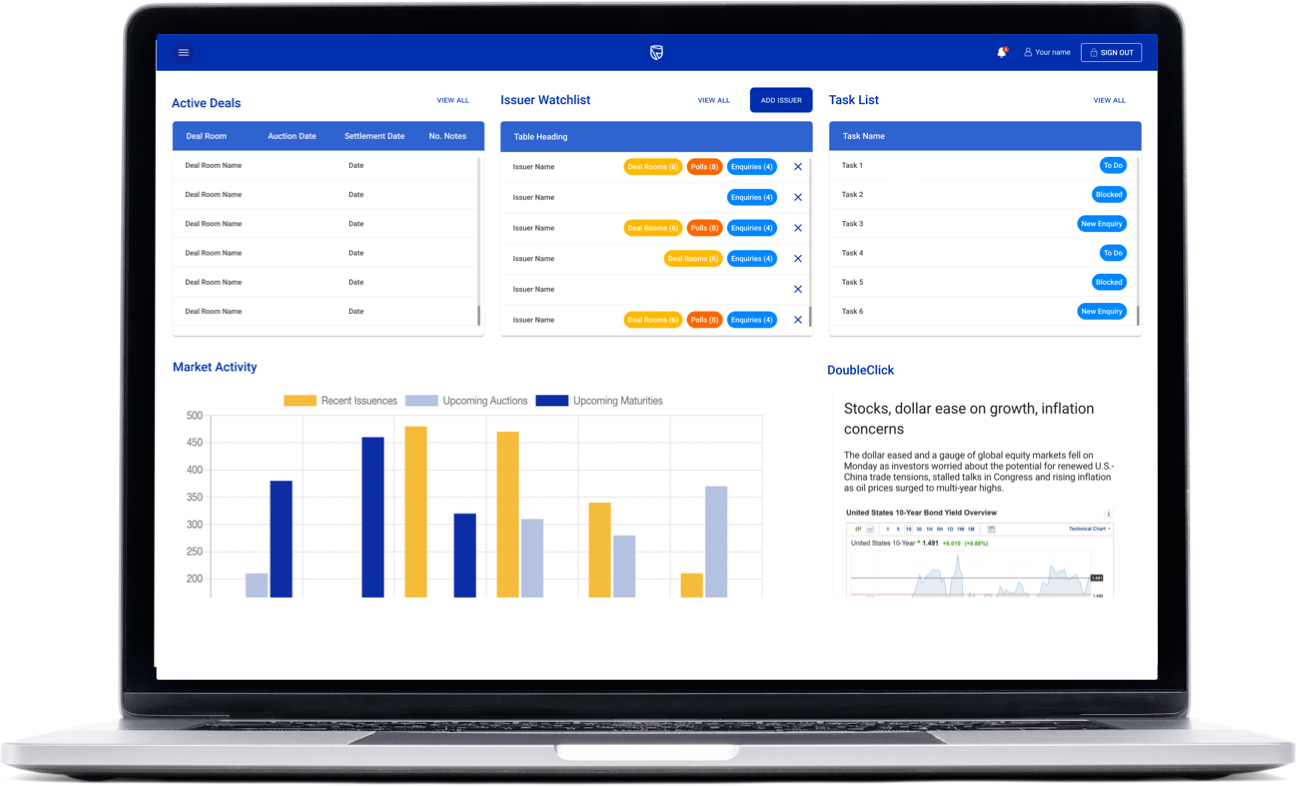 Your name
SIGN OUT
Active Deals
VIEW ALL
Deal Room Auction Date Settlement Date No. Notes
Deal Room Name Date
Deal Room Name Date
Deal Room Name Date
Deal Room Name Date
Deal Room Name Date
Deal Room Name Date
Issuer Watchlist
VIEW ALL
ADD ISSUER
Table Heading
Issuer Name Deal Rooms (6) Polls (8) Enquiries (4)
Issuer Name Enquiries (4)
Issuer Name Deal Rooms (6) Polls (8) Enquiries (4)
Issuer Name Deal Rooms (6) Enquiries (4)
Issuer Name
Issuer Name Deal Rooms (6) Polls (8) Enquiries (4)
Task List
VIEW ALL
Task Name
Task 1 To Do
Task 2 Blocked
Task 3 New Enquiry
Task 4 To Do
Task 5 Blocked
Task 6 New Enquiry
Market Activity
Recent Issuences Upcoming Auctions Upcoming Maturities
500
450
400
350
300
250
200
DoubleClick
Stocks, dollar ease on growth, inflation
concerns
The dollar eased and a gauge of global equity markets fell on
Monday as investors worried about the potential for renewed U.S.-
China trade tensions, stalled talks in Congress and rising inflation
as oil prices surged to multi-year highs.
United States 10-Year Bond Yield Overview
1 5 15 30 1H 5H 1D 1W 1M
Technical Chart »
United States 10-Year 1.491 +0.010 (+0.68%)
1.491
1.480